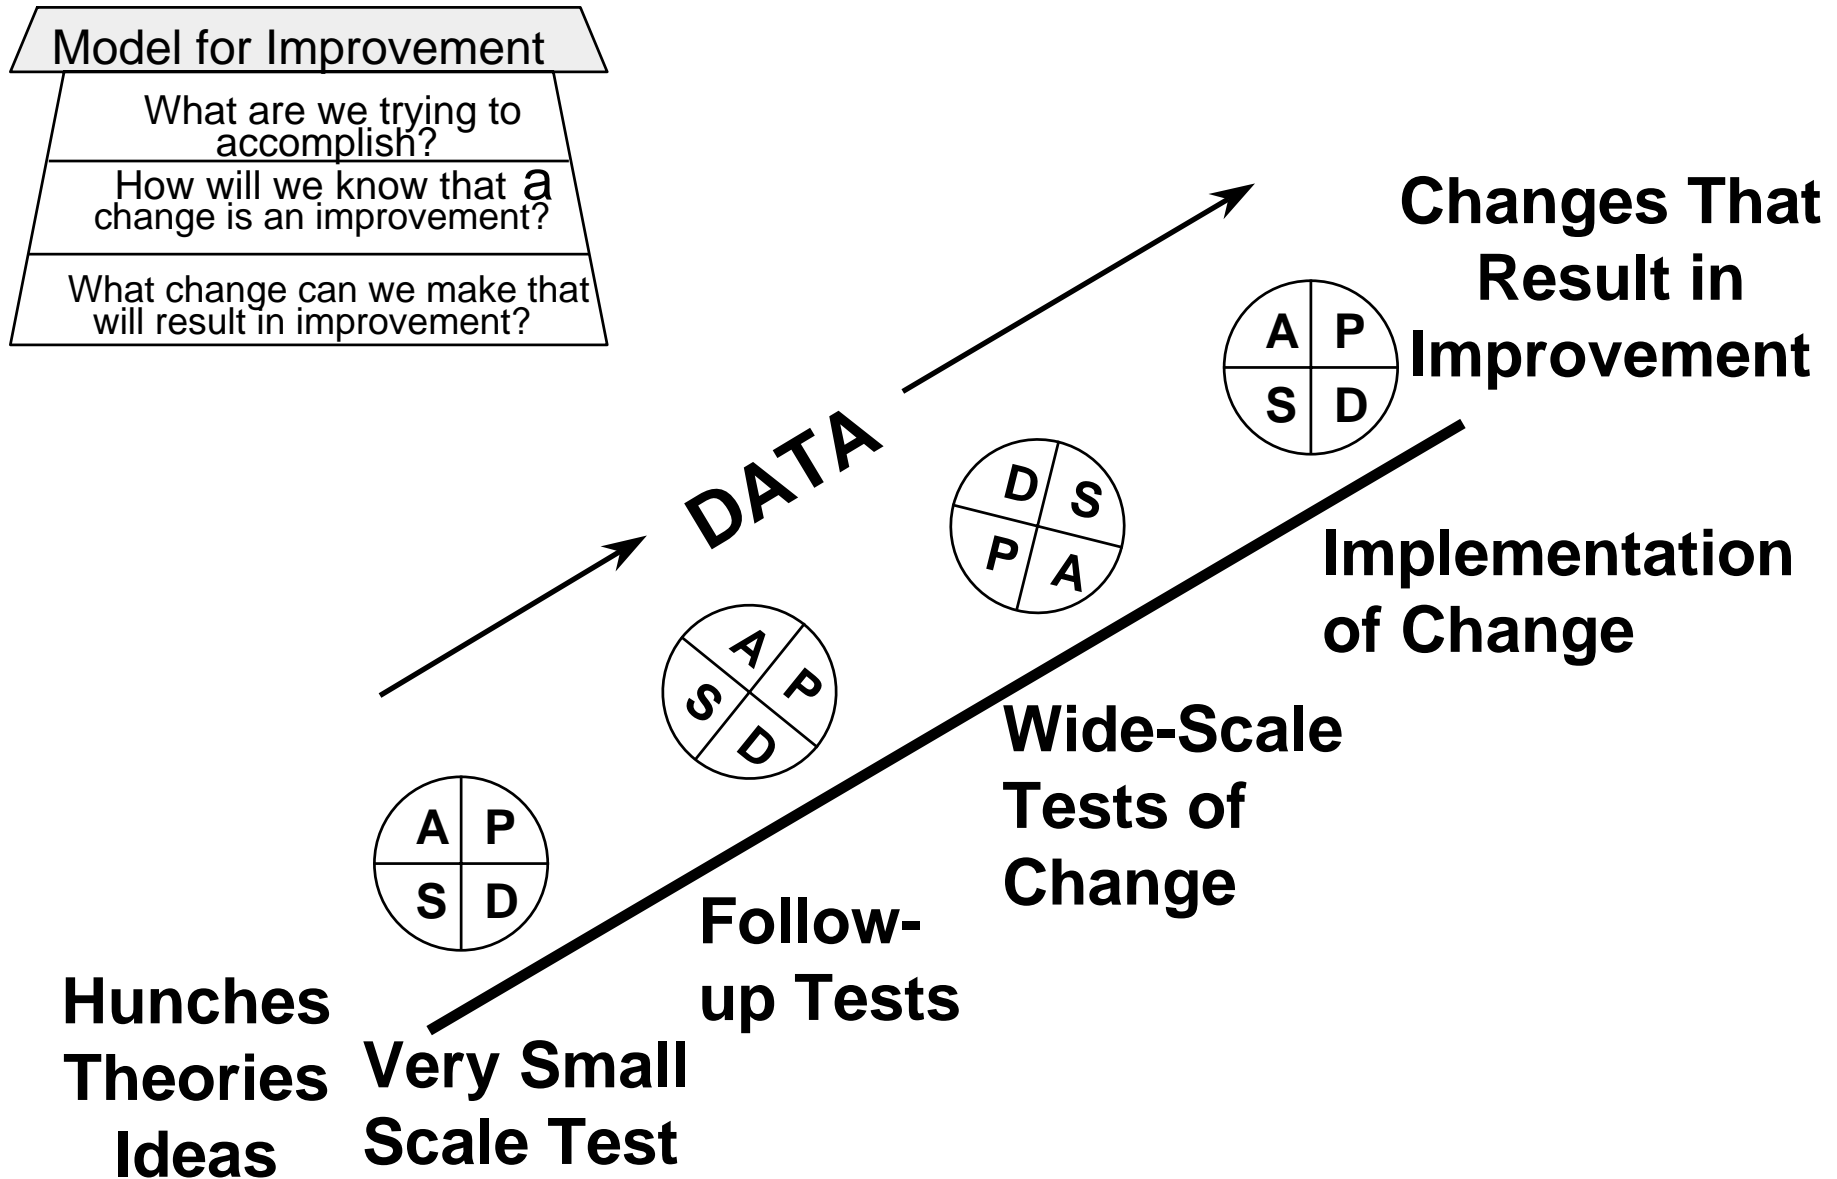 Model for Improvement
What are we trying to
accomplish?
How will we know that a
change is an improvement?
What change can we make that
will result in improvement?
Changes That
Result in
Improvement
A P
S D
DATA
D S
P A
Implementation
of Change
A P
S D
Wide-Scale
Tests of
Change
A P
S D
Follow-
up Tests
Hunches
Theories
Ideas
Very Small
Scale Test